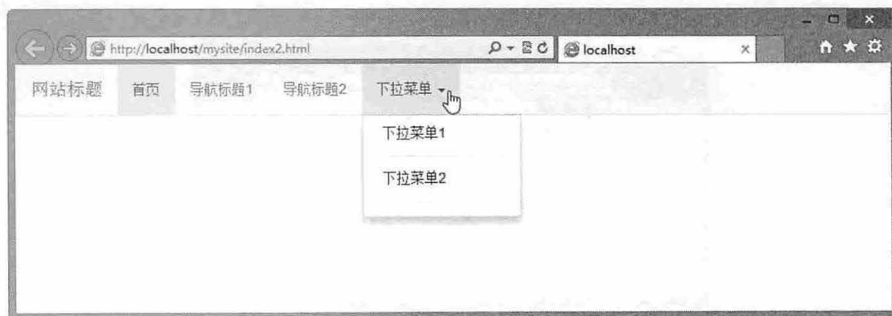 http://localhost/mysite/index2.html
localhost
网站标题 首页 导航标题1 导航标题2 下拉菜单
下拉菜单1
下拉菜单2